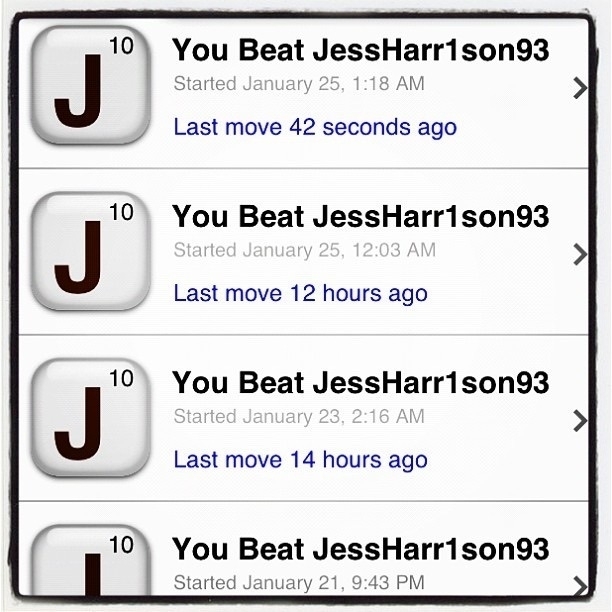 J 10
You Beat JessHarr1son93
Started January 25, 1:18 AM
Last move 42 seconds ago
J 10
You Beat JessHarr1son93
Started January 25, 12:03 AM
Last move 12 hours ago
J 10
You Beat JessHarr1son93
Started January 23, 2:16 AM
Last move 14 hours ago
J 10
You Beat JessHarr1son93
Started January 21, 9:43 PM